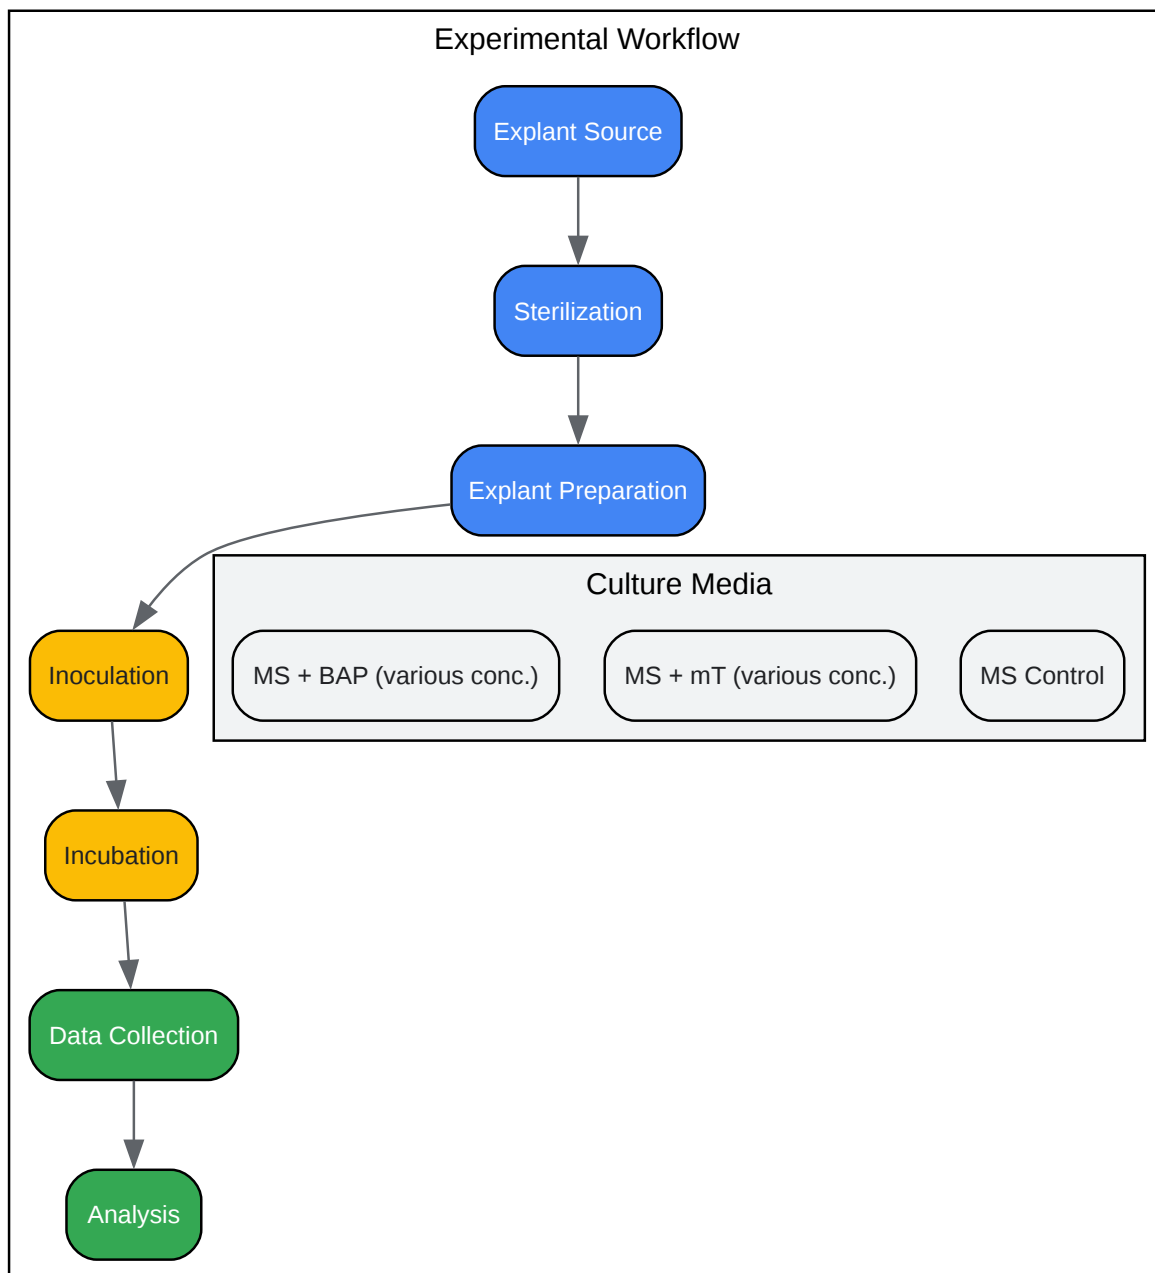 Experimental Workflow
Explant Source
Sterilization
Explant Preparation
Culture Media
Inoculation
MS + BAP (various conc.)
MS + mT (various conc.)
MS Control
Incubation
Data Collection
Analysis